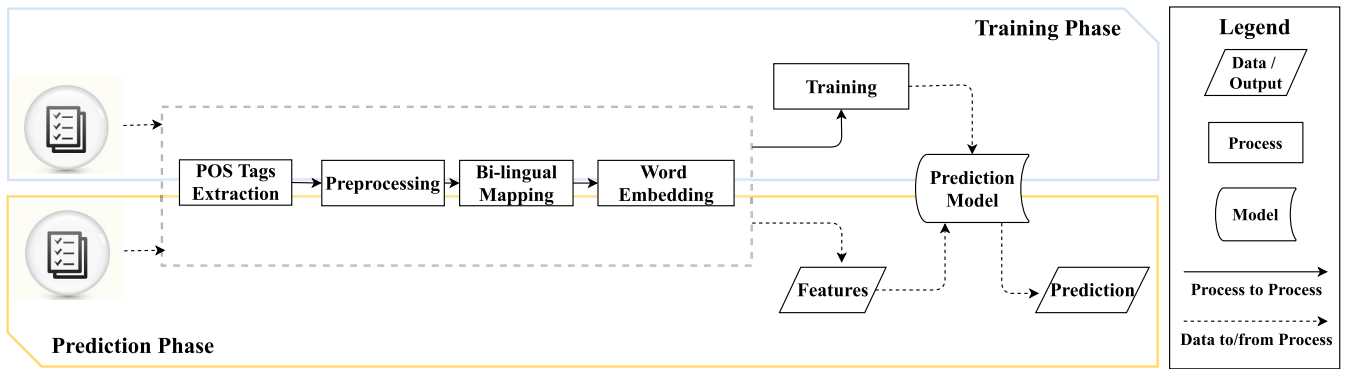 Training Phase
POS Tags
Extraction
Preprocessing
Bi-lingual
Mapping
Word
Embedding
Training
Prediction
Model
Features
Prediction
Prediction Phase
Legend
Data /
Output
Process
Model
Process to Process
Data to/from Process